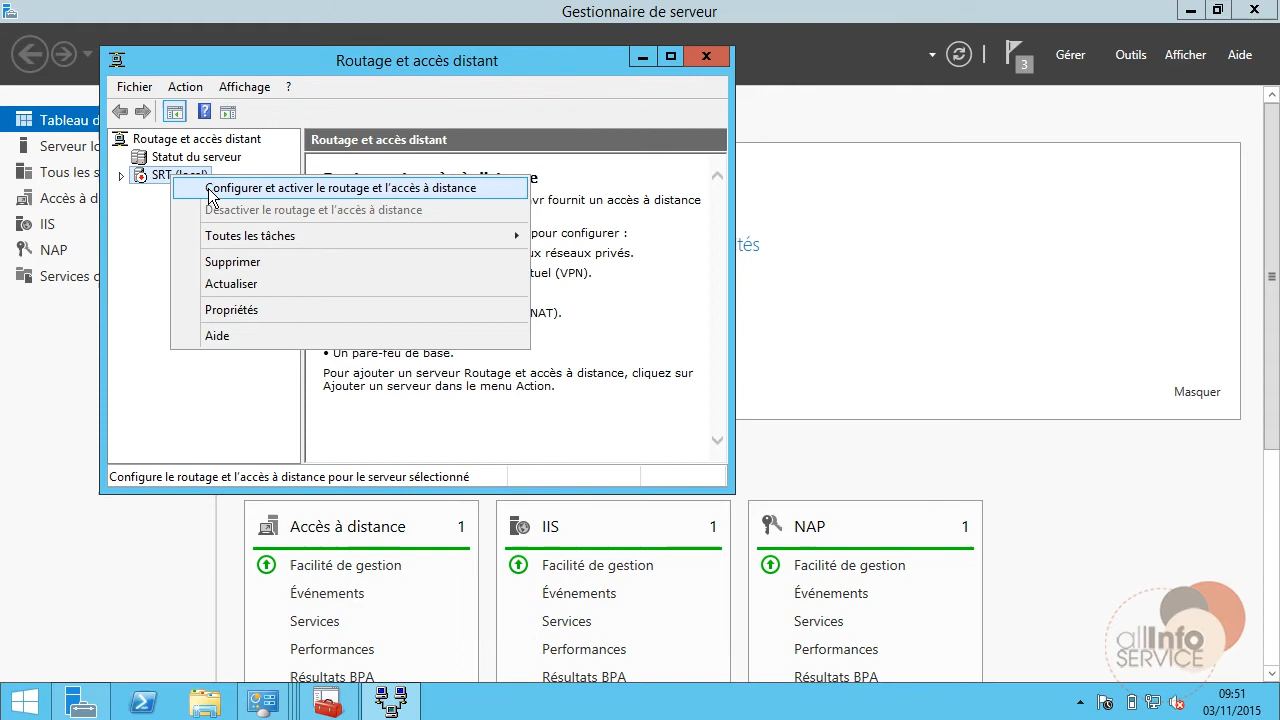 Gestionnaire de serveur
Gérer
Outils
Afficher
Aide
3
Tableau d
Serveur lo
Tous les s
Accès à d
IIS
NAP
Services
Routage et accès distant
Fichier
Action
Affichage
?
Routage et accès distant
Statut du serveur
SRT (local)
Routage et accès distant
vr fournit un accès à distance
pour configurer :
ux réseaux privés.
tuel (VPN).
NAT).
• Un pare-feu de base.
Pour ajouter un serveur Routage et accès à distance, cliquez sur
Ajouter un serveur dans le menu Action.
Configurer et activer le routage et l'accès à distance
Désactiver le routage et l'accès à distance
Toutes les tâches
Supprimer
Actualiser
Propriétés
Aide
Configure le routage et l'accès à distance pour le serveur sélectionné
tés
Masquer
Accès à distance 1
Facilité de gestion
Événements
Services
Performances
Résultats BPA
IIS 1
Facilité de gestion
Événements
Services
Performances
Résultats BPA
NAP 1
Facilité de gestion
Événements
Services
Performances
Résultats BPA
allInfo
SERVICE
09:51
03/11/2015